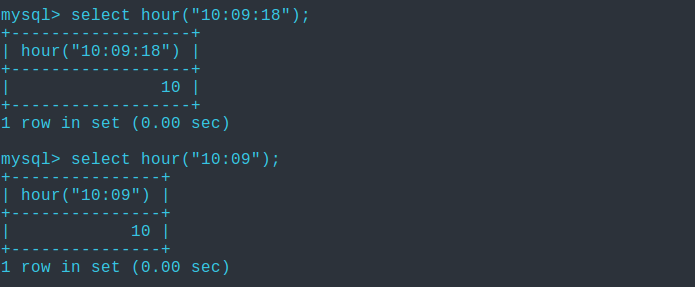 mysql> select hour("10:09:18");
+------------------+
| hour("10:09:18") |
+------------------+
|               10 |
+------------------+
1 row in set (0.00 sec)

mysql> select hour("10:09");
+---------------+
| hour("10:09") |
+---------------+
|            10 |
+---------------+
1 row in set (0.00 sec)